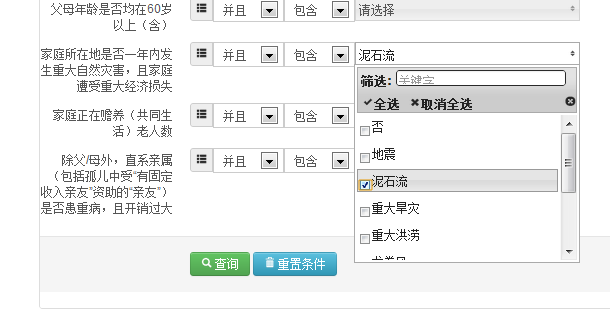 父母年龄是否均在60岁以上（含） 并且 包含 请选择
家庭所在地是否一年内发生重大自然灾害，且家庭遭受重大经济损失 并且 包含 泥石流
筛选: 关键字
全选 取消全选
否
地震
泥石流
重大旱灾
重大洪涝
家庭正在赡养（共同生活）老人数 并且 包含
除父/母外，直系亲属（包括孤儿中受“有固定收入亲友”资助的“亲友”）是否患重病，且开销过大 并且 包含
查询 重置条件